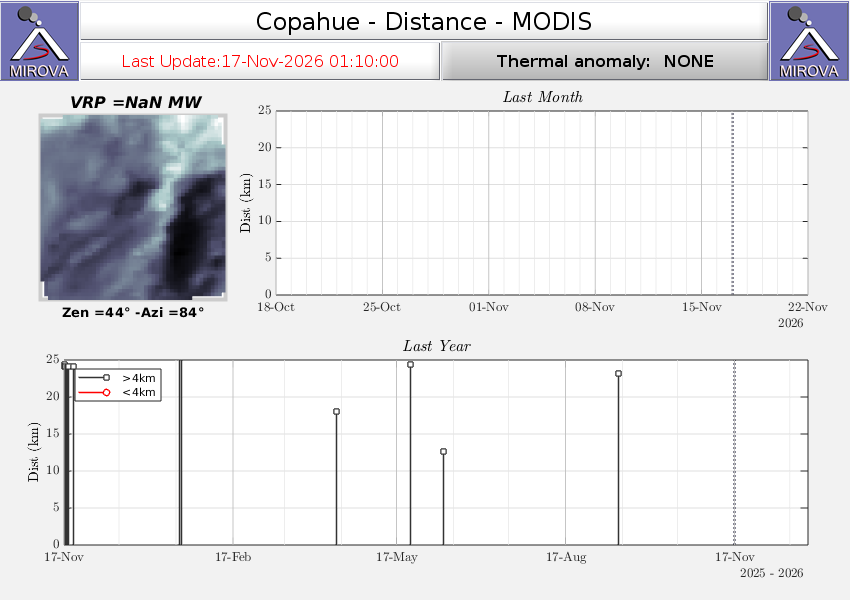 Copahue - Distance - MODIS
MIROVA
Last Update:17-Nov-2026 01:10:00
Thermal anomaly: NONE
MIROVA
VRP =NaN MW
Zen =44° -Azi =84°
Last Month
25
20
15
10
5
0
Dist (km)
18-Oct
25-Oct
01-Nov
08-Nov
15-Nov
22-Nov
2026
Last Year
25
20
15
10
5
0
Dist (km)
>4km
<4km
17-Nov
17-Feb
17-May
17-Aug
17-Nov
2025 - 2026